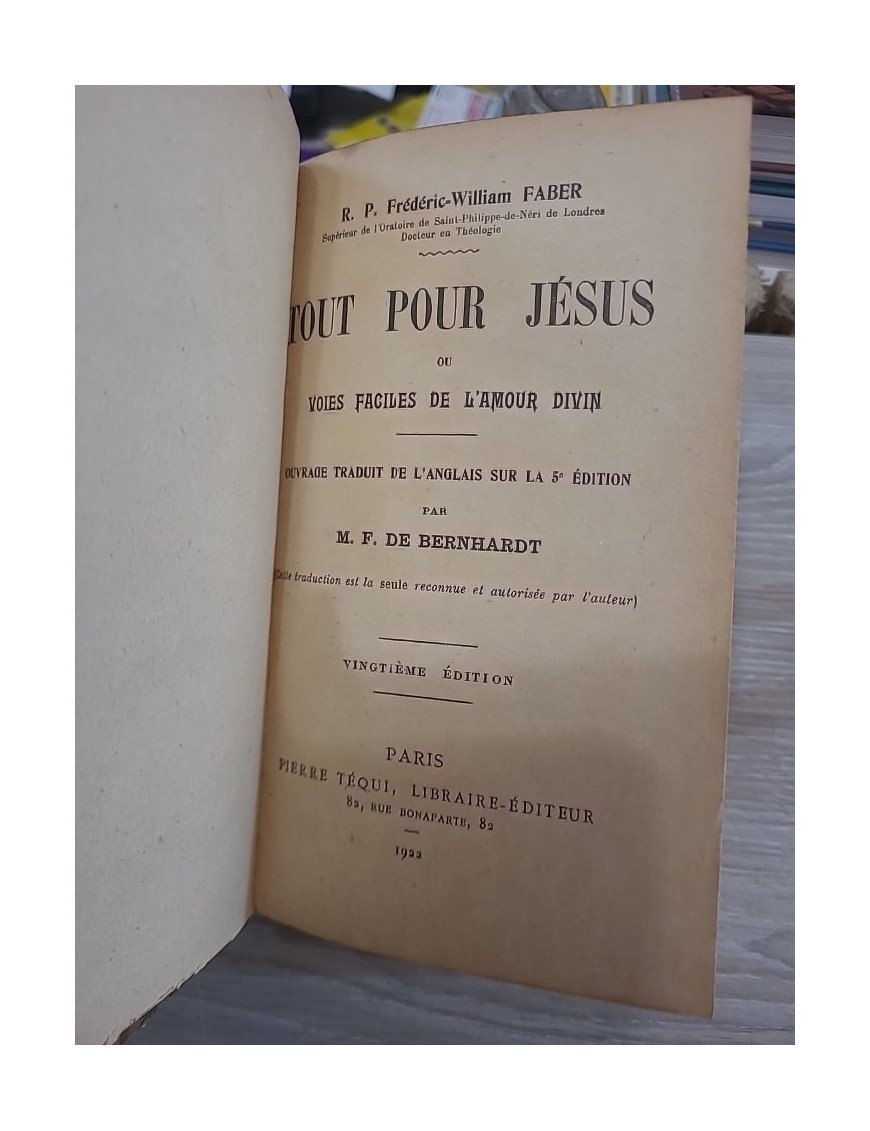 R. P. Frédéric-William FABER
Supérieur de l'Oratoire de Saint-Philippe-de-Néri de Londres
Docteur en Théologie
TOUT POUR JÉSUS
OU
VOIES FACILES DE L'AMOUR DIVIN
OUVRAGE TRADUIT DE L'ANGLAIS SUR LA 5e ÉDITION
PAR
M. F. DE BERNHARDT
(Cette traduction est la seule reconnue et autorisée par l'auteur)
VINGTIÈME ÉDITION
PARIS
PIERRE TÉQUI, LIBRAIRE-ÉDITEUR
82, RUE BONAPARTE, 82
1922